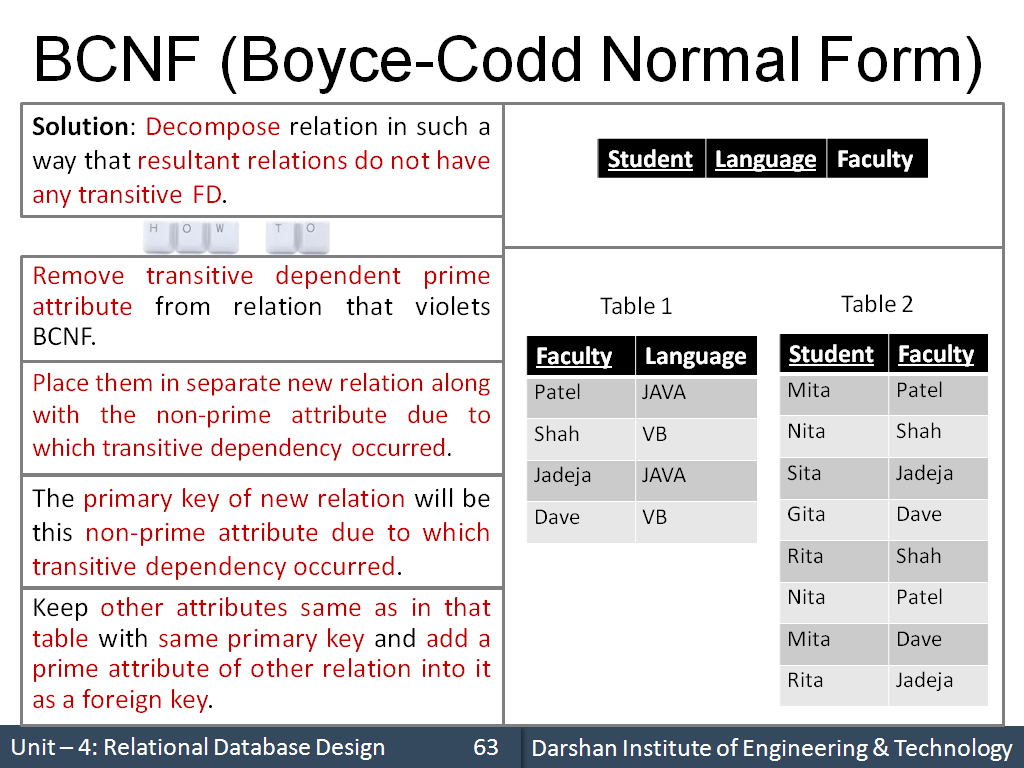 BCNF (Boyce-Codd Normal Form)
Solution: Decompose relation in such a
way that resultant relations do not have
any transitive FD.
HOW TO
Remove transitive dependent prime
attribute from relation that violets
BCNF.
Place them in separate new relation along
with the non-prime attribute due to
which transitive dependency occurred.
The primary key of new relation will be
this non-prime attribute due to which
transitive dependency occurred.
Keep other attributes same as in that
table with same primary key and add a
prime attribute of other relation into it
as a foreign key.
Student Language Faculty
Table 1
Faculty Language
Patel JAVA
Shah VB
Jadeja JAVA
Dave VB
Table 2
Student Faculty
Mita Patel
Nita Shah
Sita Jadeja
Gita Dave
Rita Shah
Nita Patel
Mita Dave
Rita Jadeja
Unit – 4: Relational Database Design 63 Darshan Institute of Engineering & Technology